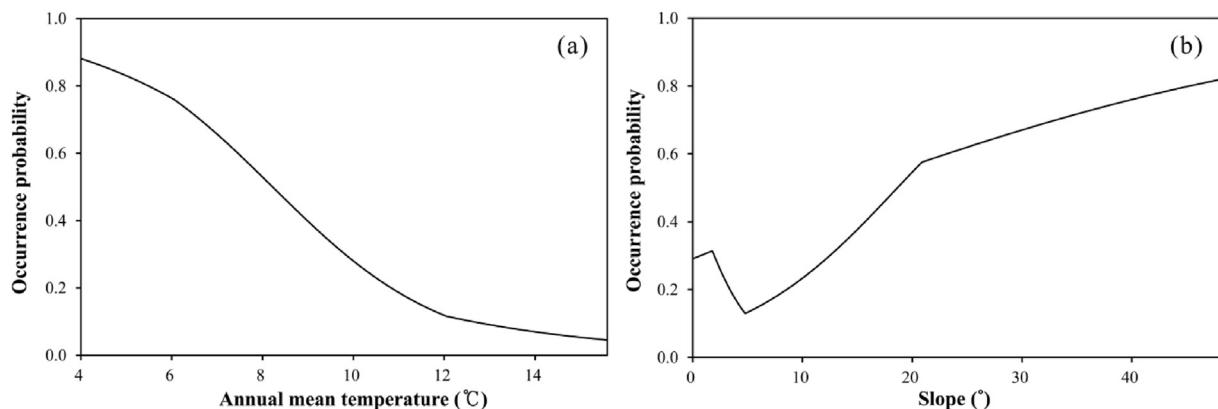 (a)
Occurrence probability
1.0
0.8
0.6
0.4
0.2
0.0
4 6 8 10 12 14
Annual mean temperature (℃)
(b)
Occurrence probability
1.0
0.8
0.6
0.4
0.2
0.0
0 10 20 30 40
Slope (°)